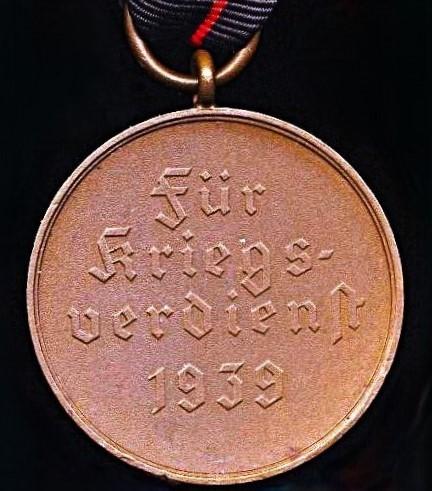 Für
Kriegs-
verdienst
1939